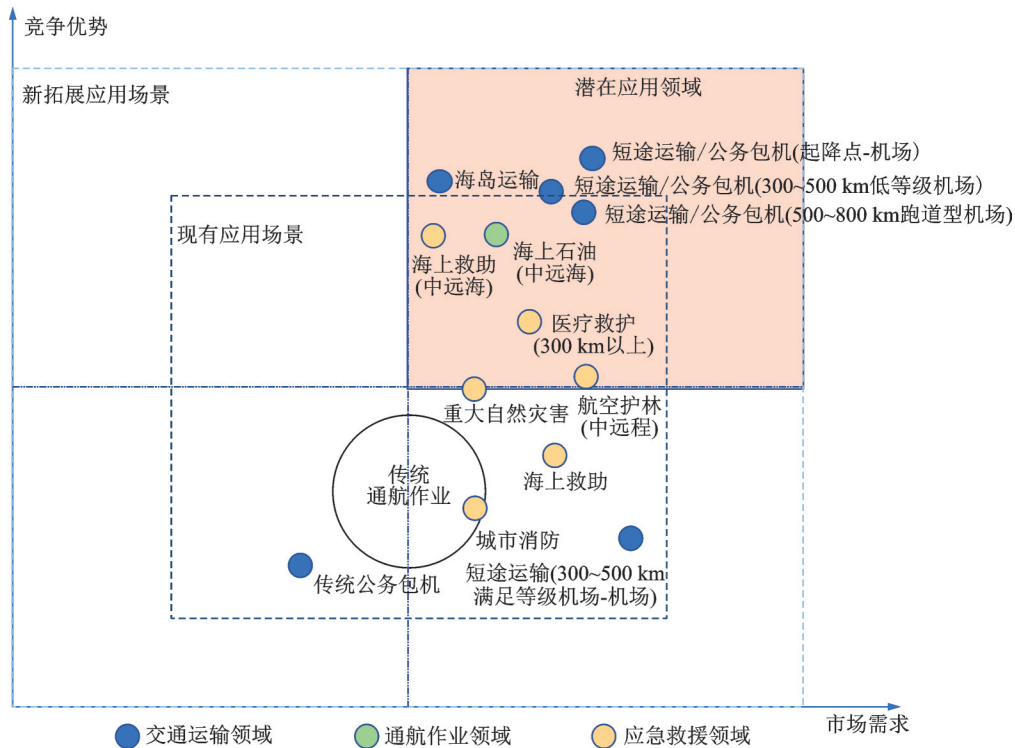 竞争优势
新拓展应用场景
潜在应用领域
短途运输/公务包机(起降点-机场)
海岛运输
短途运输/公务包机(300~500 km低等级机场)
短途运输/公务包机(500~800 km跑道型机场)
现有应用场景
海上救助
(中远海)
海上石油
(中远海)
医疗救护
(300 km以上)
重大自然灾害
航空护林
(中远程)
传统
通航作业
海上救助
城市消防
传统公务包机
短途运输(300~500 km
满足等级机场-机场)
市场需求
交通运输领域
通航作业领域
应急救援领域